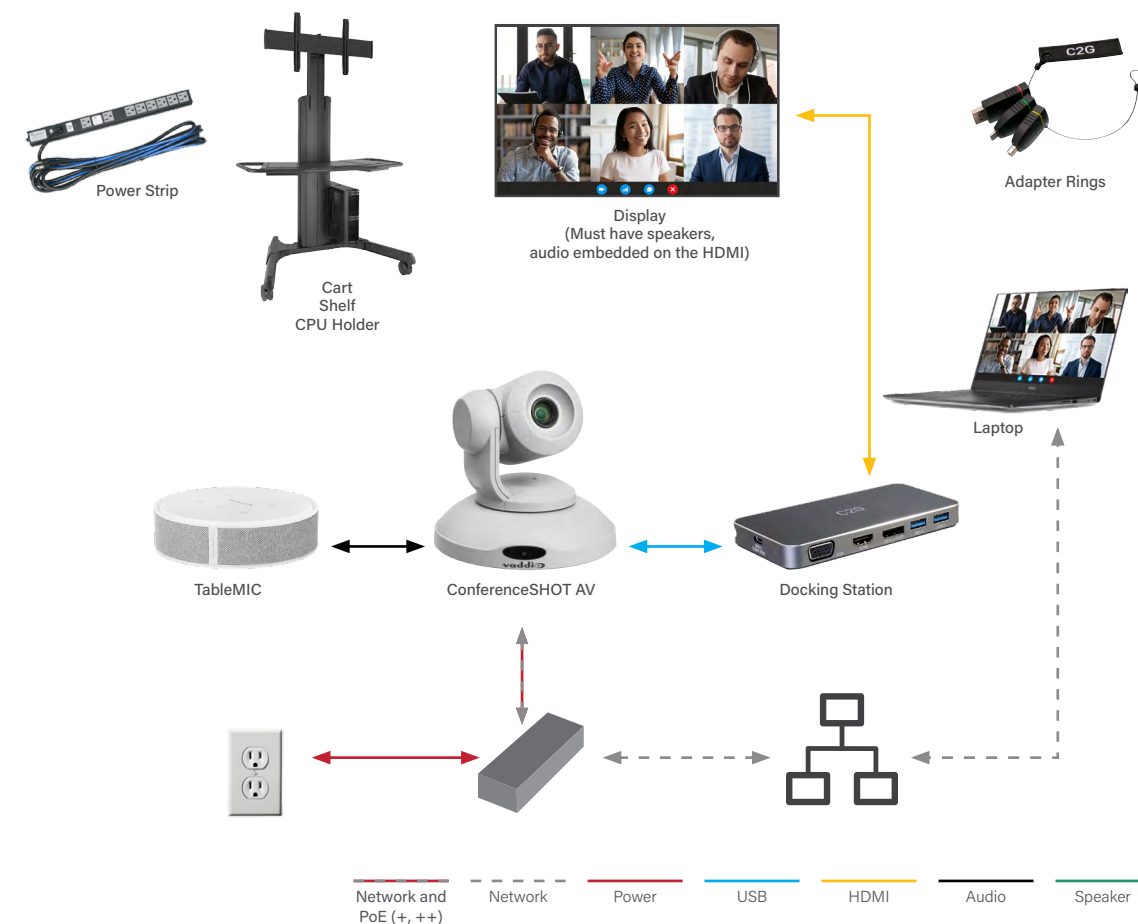 C2G
Power Strip
Adapter Rings
Display
(Must have speakers,
audio embedded on the HDMI)
Cart
Shelf
CPU Holder
Laptop
C2G
vaddio
TableMIC
ConferenceSHOT AV
Docking Station
Network and
PoE (+, ++)
Network
Power
USB
HDMI
Audio
Speaker